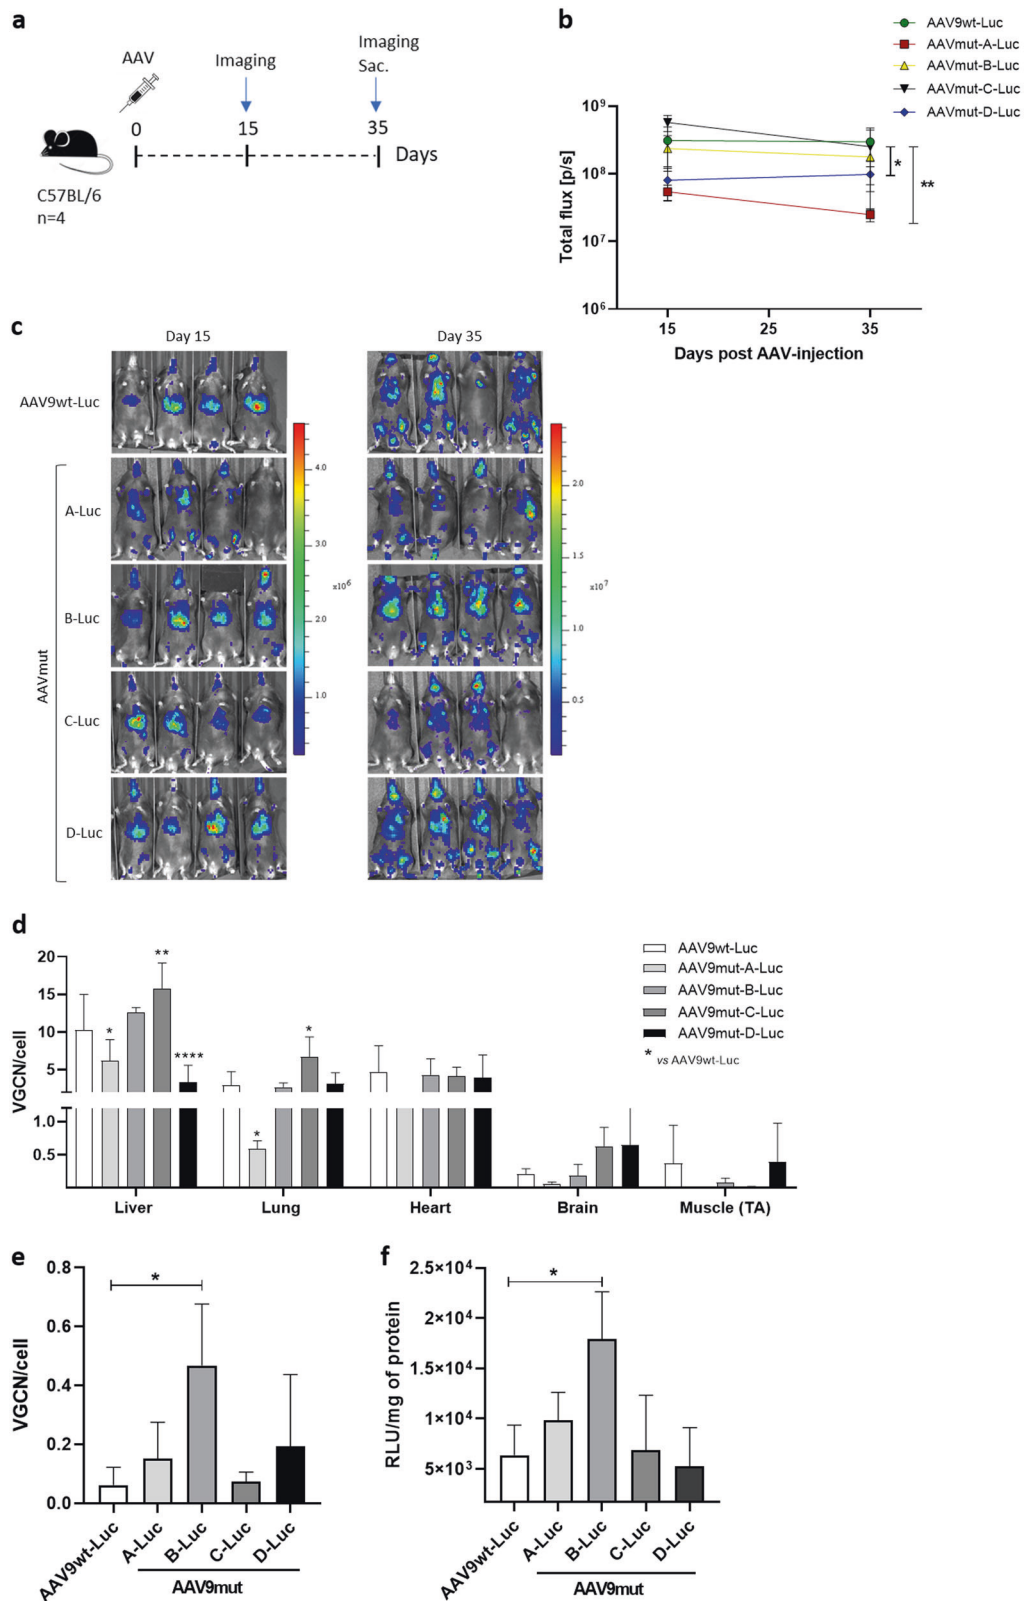 a
AAV
Imaging
Imaging
Sac.
0
15
35
Days
C57BL/6
n=4
b
AAV9wt-Luc
AAVmut-A-Luc
AAVmut-B-Luc
AAVmut-C-Luc
AAVmut-D-Luc
Total flux [p/s]
10⁹
10⁸
10⁷
10⁶
*
**
15
25
35
Days post AAV-injection
c
Day 15
Day 35
AAV9wt-Luc
AAVmut
A-Luc
B-Luc
C-Luc
D-Luc
4.0
3.0
2.0
1.0
x10⁶
2.0
1.5
1.0
0.5
x10⁷
d
VGCN/cell
20
15
10
5
1.0
0.5
*
**
****
*
*
Liver
Lung
Heart
Brain
Muscle (TA)
AAV9wt-Luc
AAV9mut-A-Luc
AAV9mut-B-Luc
AAV9mut-C-Luc
AAV9mut-D-Luc
* vs AAV9wt-Luc
e
VGCN/cell
0.8
0.6
0.4
0.2
0.0
*
AAV9wt-Luc
A-Luc
B-Luc
C-Luc
D-Luc
AAV9mut
f
RLU/mg of protein
2.5×10⁴
2×10⁴
1.5×10⁴
1×10⁴
5×10³
*
AAV9wt-Luc
A-Luc
B-Luc
C-Luc
D-Luc
AAV9mut